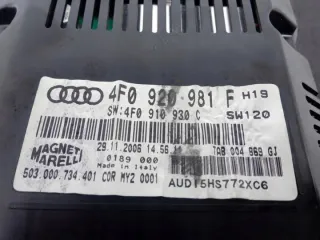 4F0 920 981 F H19
SW:4F0 910 930 C SW120
0189 000
MAGNETI MARELLI
29.11.2006 14:56
Made in Italy
503.000.734.401 COR MY2 0001
AUDI5HS772XC6